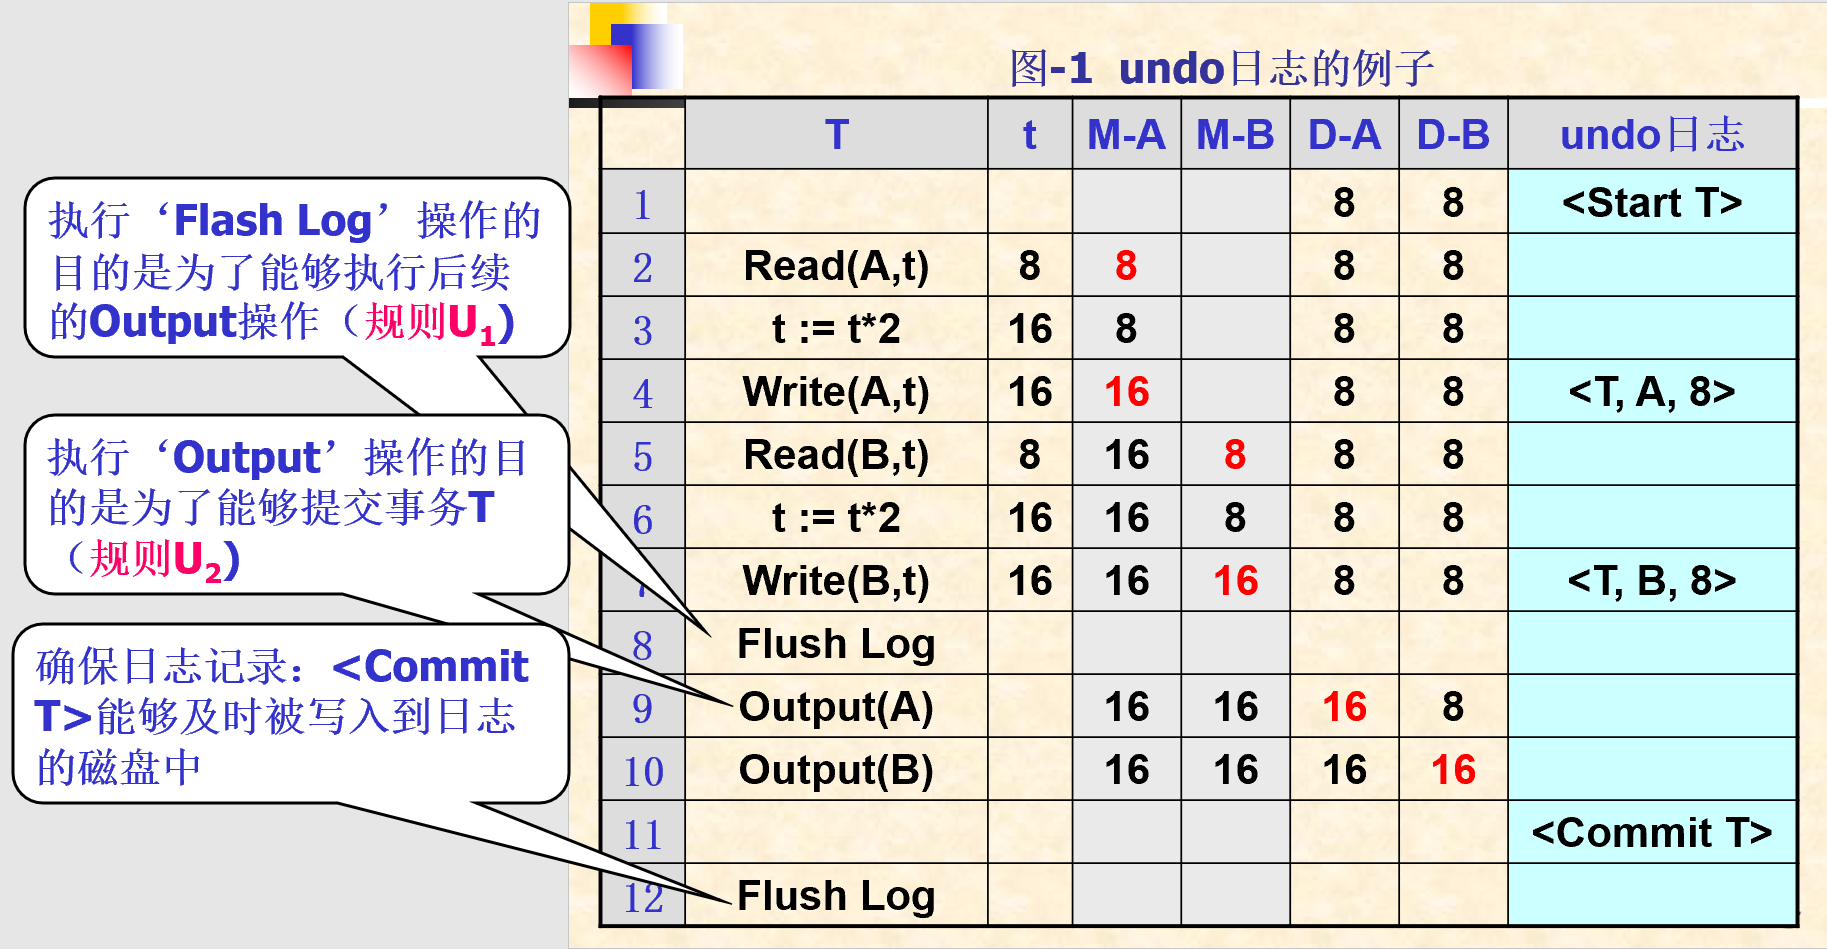 图-1 undo日志的例子
T t M-A M-B D-A D-B undo日志
1 8 8 <Start T>
2 Read(A,t) 8 8 8 8
3 t := t*2 16 8 8 8
4 Write(A,t) 16 16 8 8 <T, A, 8>
5 Read(B,t) 8 16 8 8 8
6 t := t*2 16 16 8 8 8
Write(B,t) 16 16 16 8 8 <T, B, 8>
8 Flush Log
9 Output(A) 16 16 16 8
10 Output(B) 16 16 16 16
11 <Commit T>
12 Flush Log
执行‘Flash Log’操作的
目的是为了能够执行后续
的Output操作（规则U1)
执行‘Output’操作的目
的是为了能够提交事务T
（规则U2)
确保日志记录：<Commit
T>能够及时被写入到日志
的磁盘中